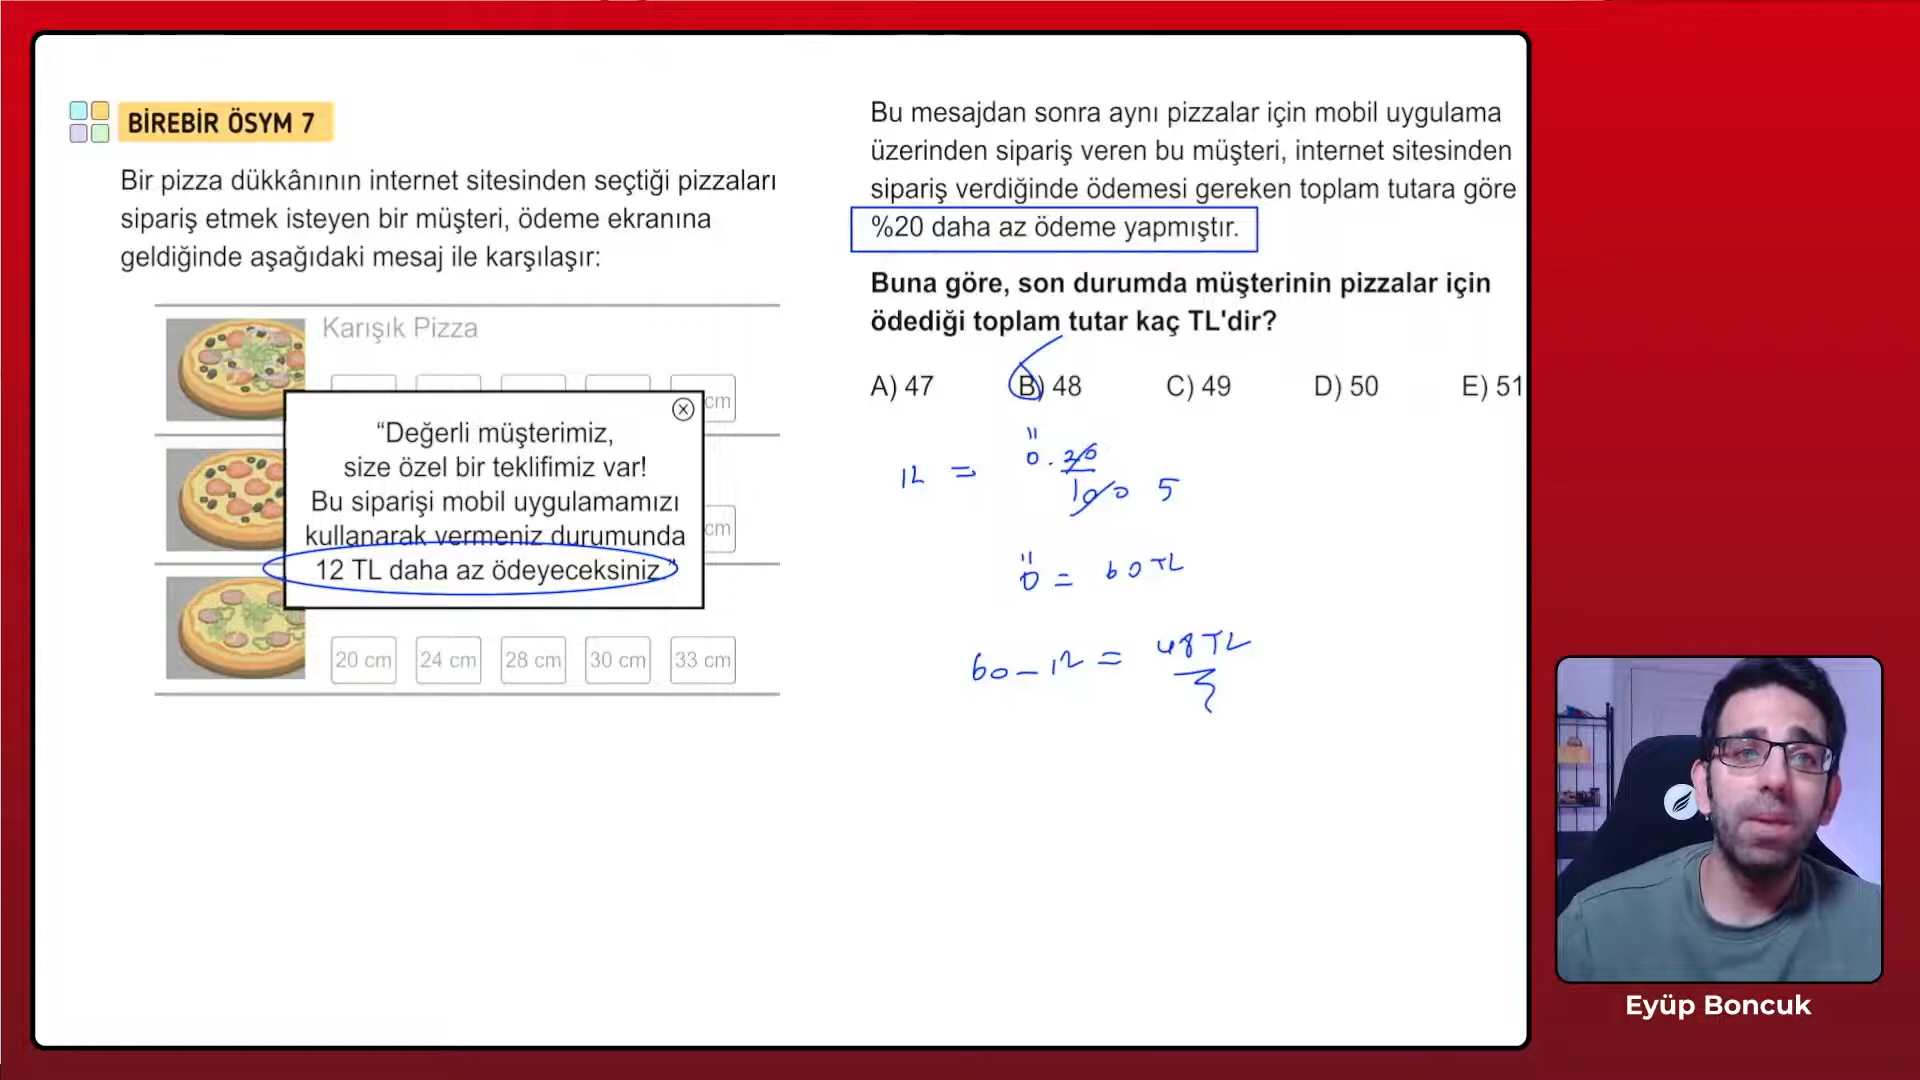 BİREBİR ÖSYM 7
Bir pizza dükkânının internet sitesinden seçtiği pizzaları
sipariş etmek isteyen bir müşteri, ödeme ekranına
geldiğinde aşağıdaki mesaj ile karşılaşır:
Karışık Pizza
cm
“Değerli müşterimiz,
size özel bir teklifimiz var!
Bu siparişi mobil uygulamamızı
kullanarak vermeniz durumunda
12 TL daha az ödeyeceksiniz.”
cm
20 cm 24 cm 28 cm 30 cm 33 cm
Bu mesajdan sonra aynı pizzalar için mobil uygulama
üzerinden sipariş veren bu müşteri, internet sitesinden
sipariş verdiğinde ödemesi gereken toplam tutara göre
%20 daha az ödeme yapmıştır.
Buna göre, son durumda müşterinin pizzalar için
ödediği toplam tutar kaç TL'dir?
A) 47 B) 48 C) 49 D) 50 E) 51
12 = Ö . 20
100 5
Ö = 60 TL
60 - 12 = 48 TL
Eyüp Boncuk